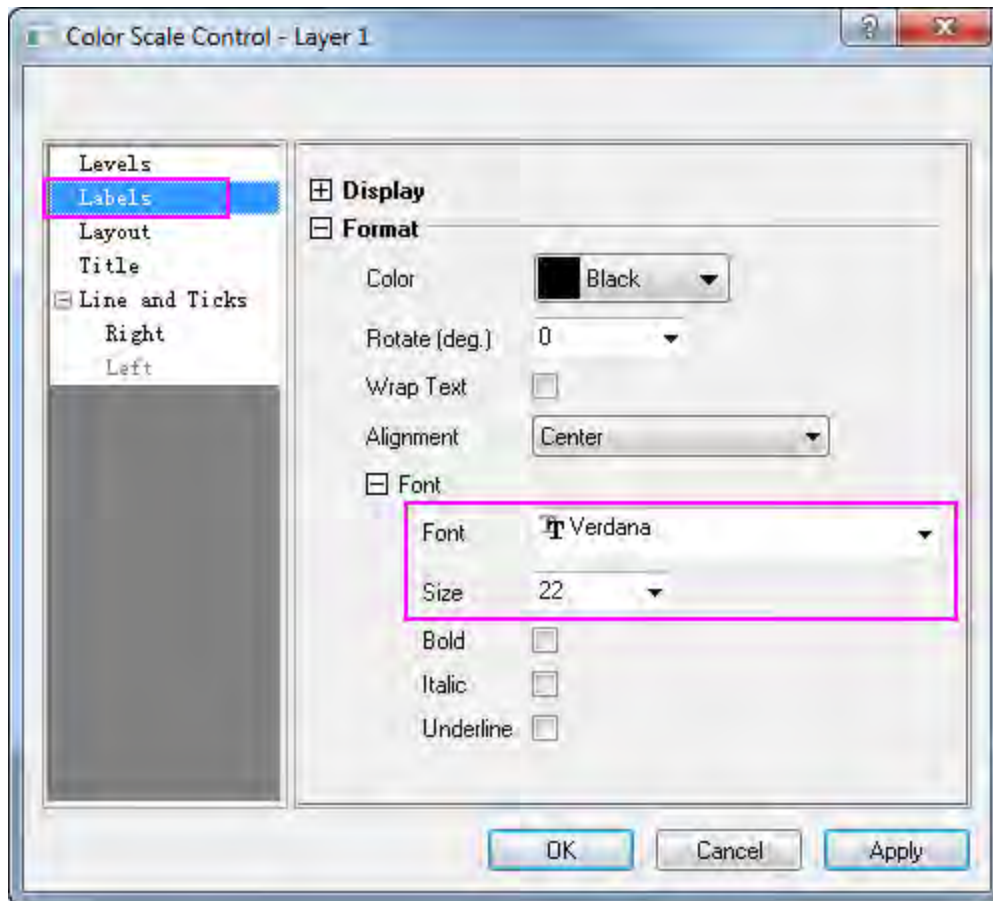 Color Scale Control - Layer 1
Levels
Labels
Layout
Title
Line and Ticks
Right
Left
Display
Format
Color Black
Rotate (deg.) 0
Wrap Text
Alignment Center
Font
Font Verdana
Size 22
Bold
Italic
Underline
OK Cancel Apply